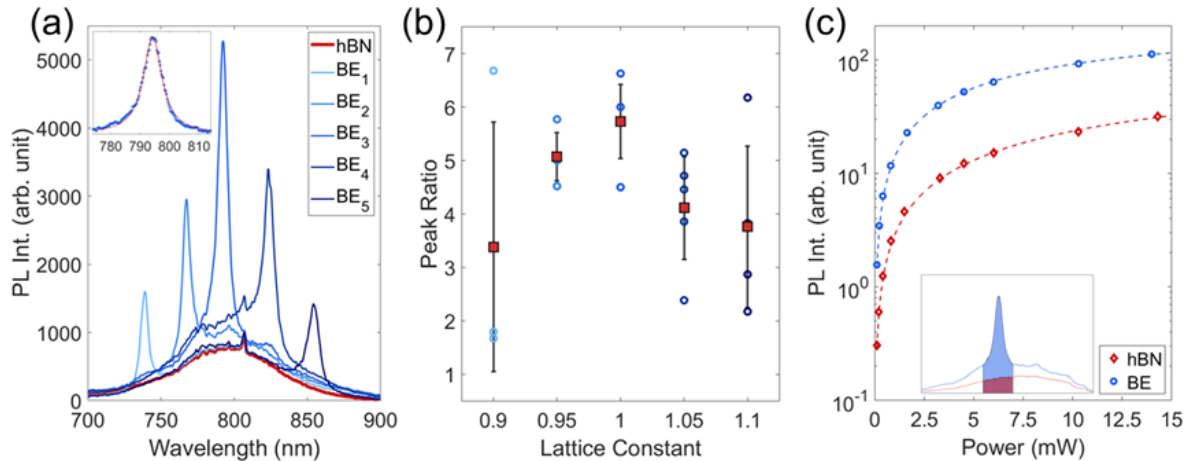 (a)
PL Int. (arb. unit)
5000
4000
3000
2000
1000
0
700
750
800
850
900
Wavelength (nm)
780
790
800
810
hBN
BE1
BE2
BE3
BE4
BE5
(b)
Peak Ratio
7
6
5
4
3
2
1
0.9
0.95
1
1.05
1.1
Lattice Constant
(c)
PL Int. (arb. unit)
10^2
10^1
10^0
10^-1
0
2.5
5
7.5
10
12.5
15
Power (mW)
hBN
BE